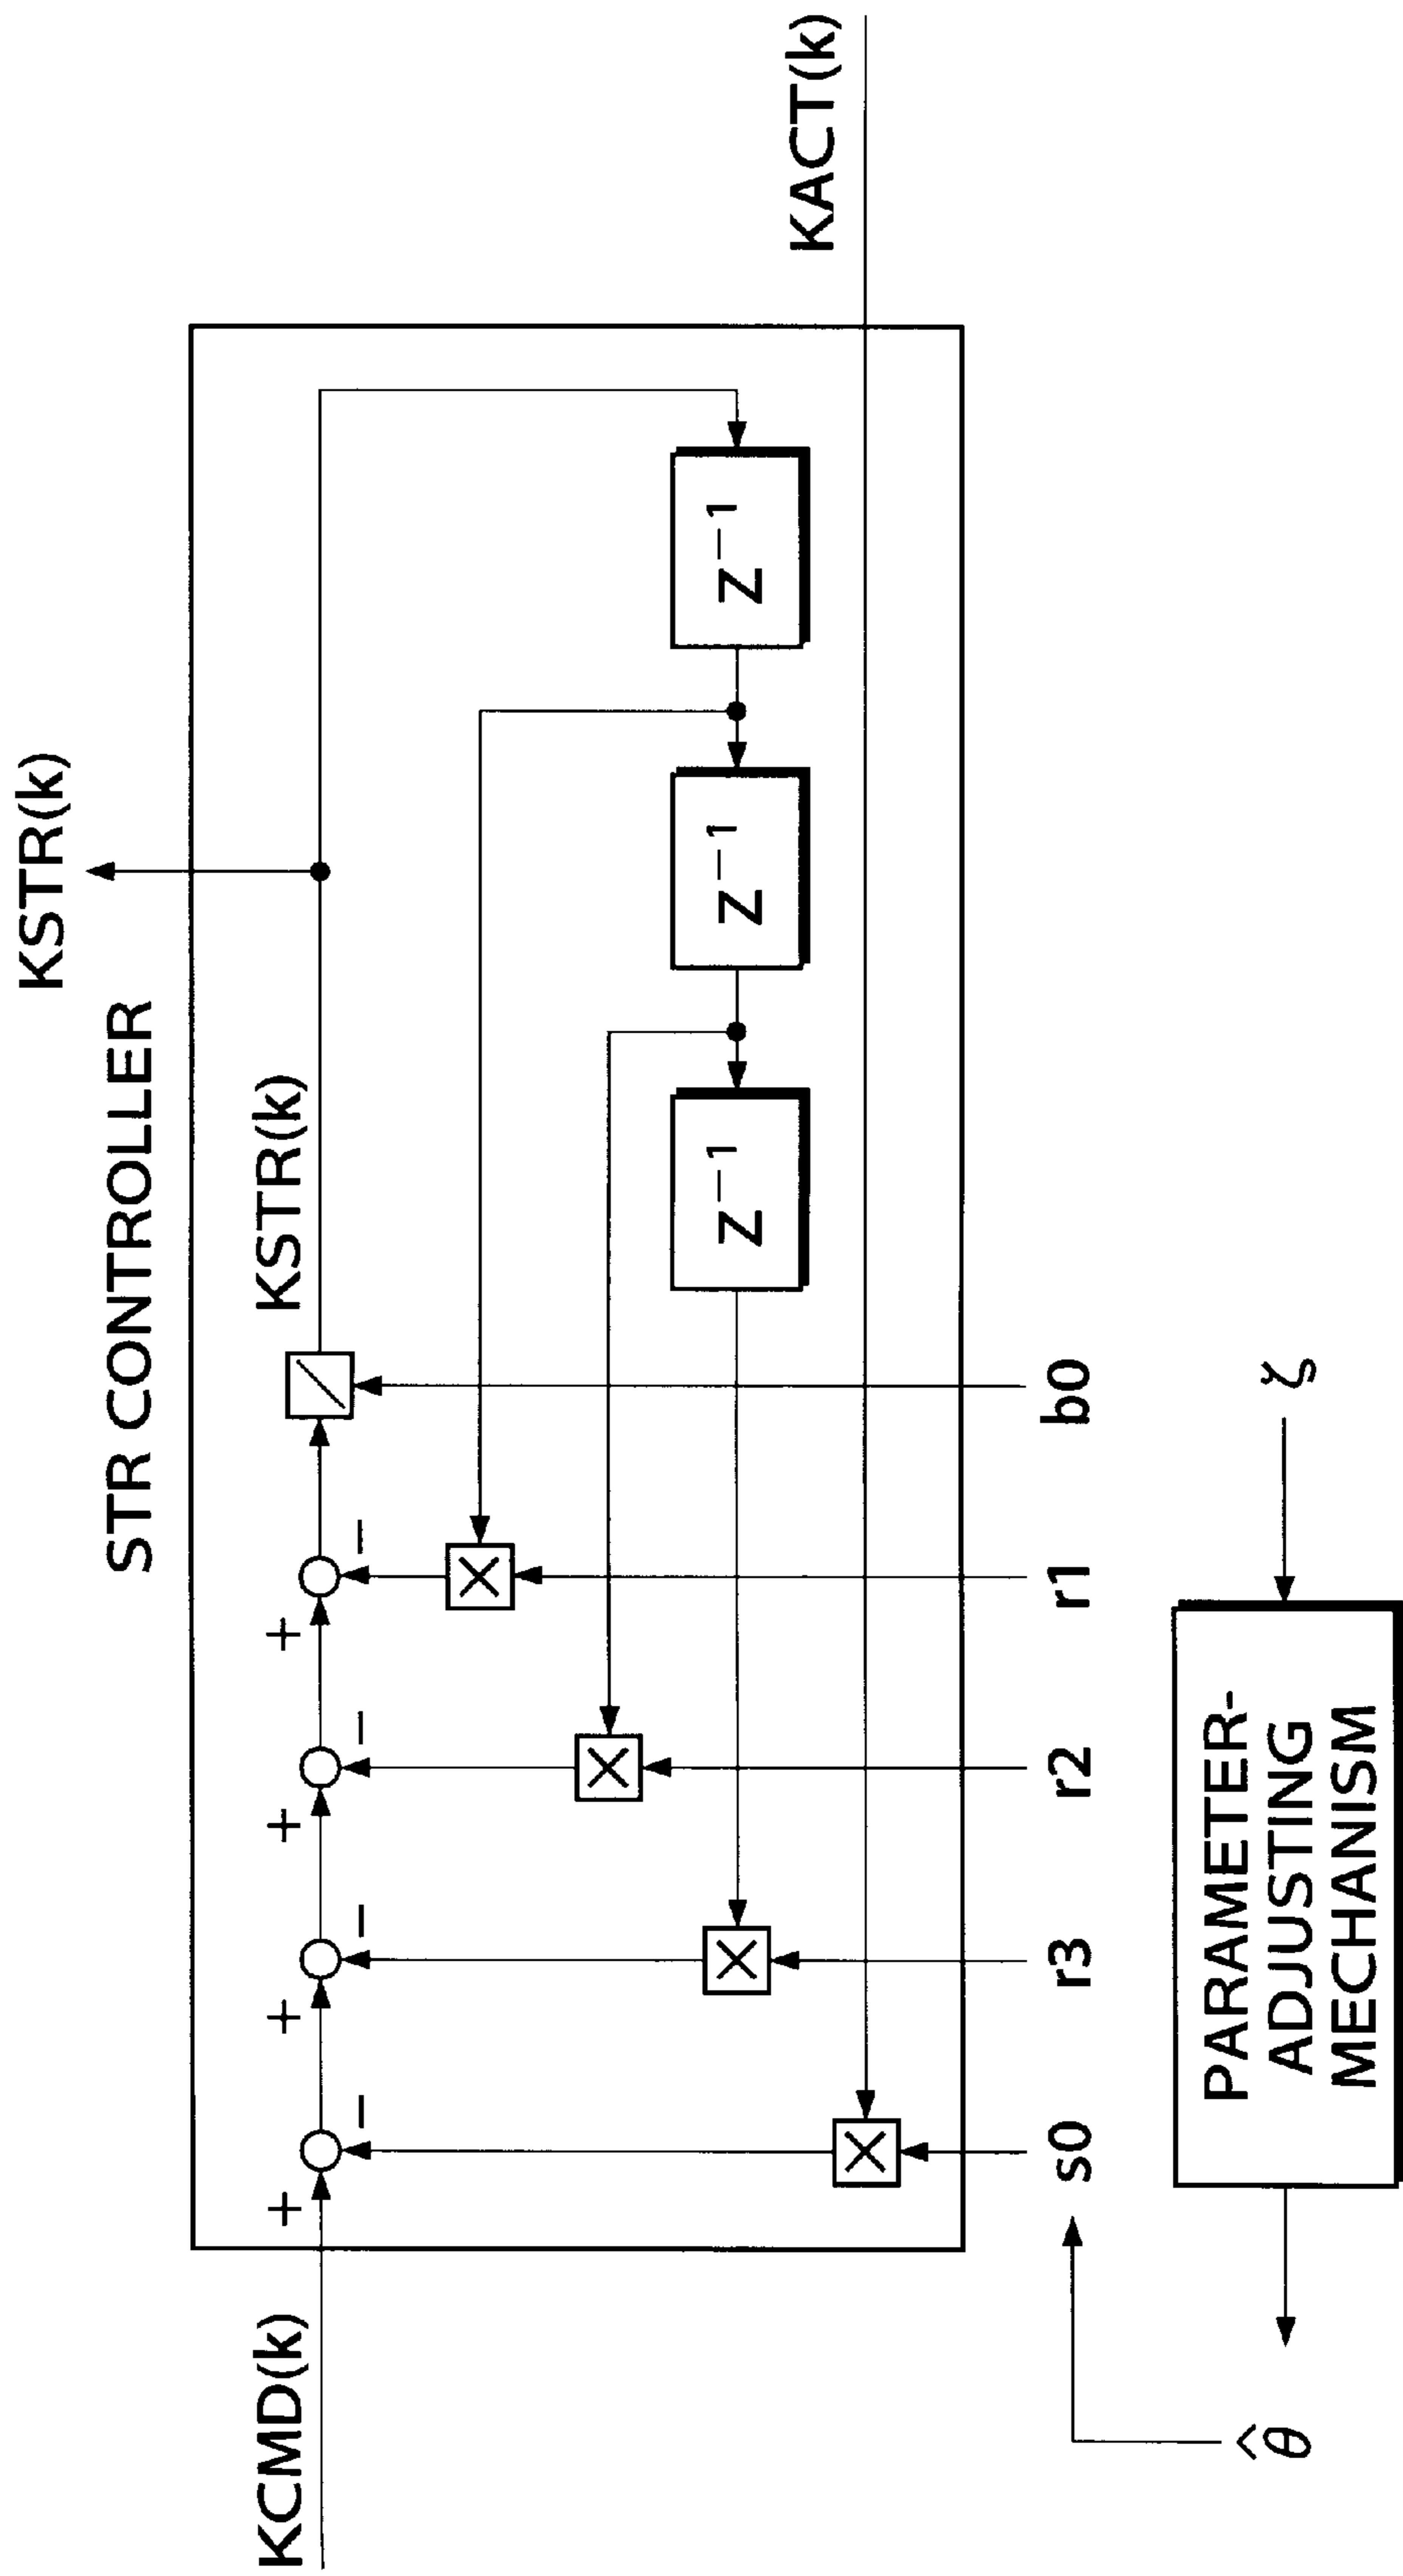 KSTR(k)
STR CONTROLLER
KCMD(k)
+
−
+
−
+
−
+
−
KSTR(k)
Z⁻¹
Z⁻¹
Z⁻¹
KACT(k)
s0
r3
r2
r1
b0
θ̂
PARAMETER-
ADJUSTING
MECHANISM
ζ